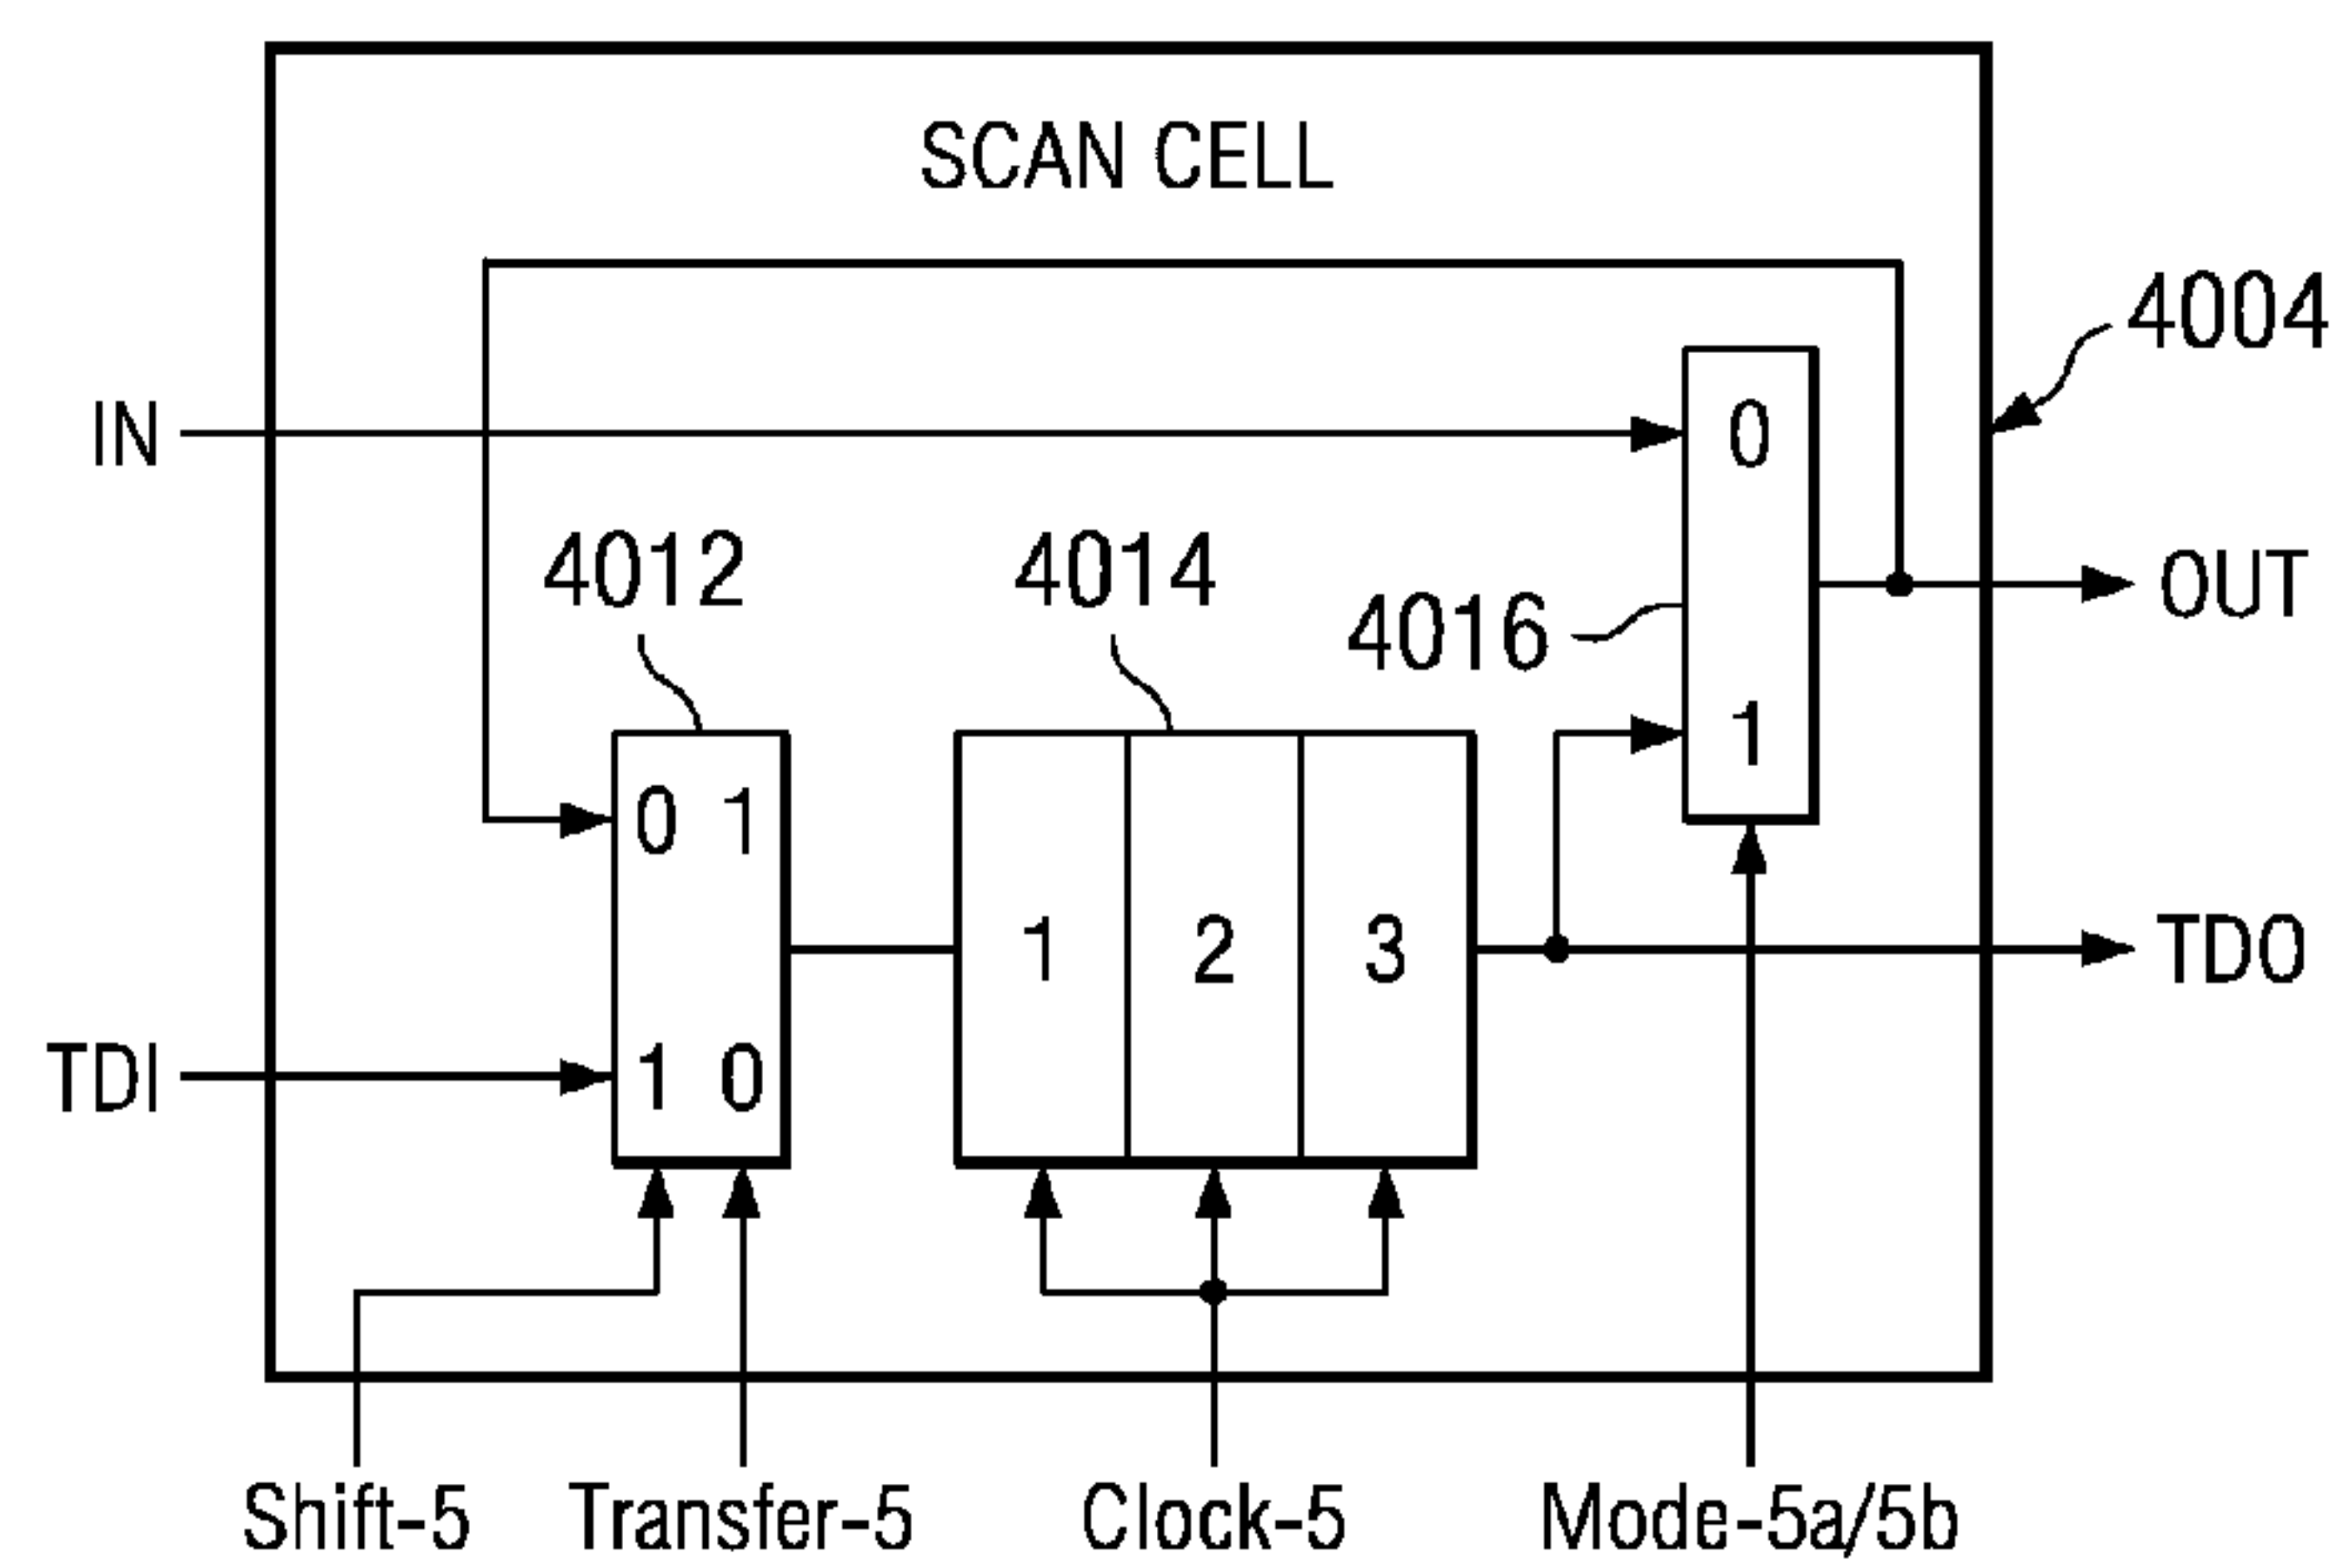 SCAN CELL
4004
IN
0
4012
4014
4016
OUT
1
0 1
1
2
3
TDO
TDI
1 0
Shift-5
Transfer-5
Clock-5
Mode-5a/5b